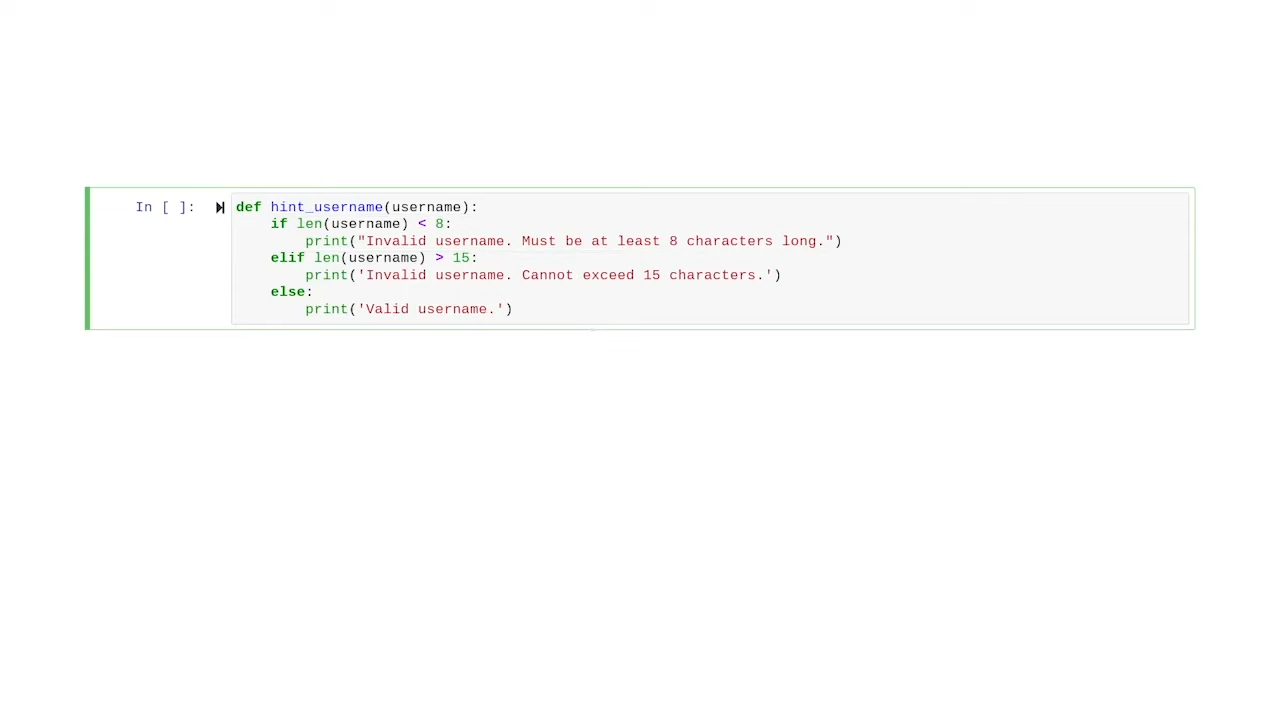 In [ ]: def hint_username(username):
    if len(username) < 8:
        print("Invalid username. Must be at least 8 characters long.")
    elif len(username) > 15:
        print('Invalid username. Cannot exceed 15 characters.')
    else:
        print('Valid username.')